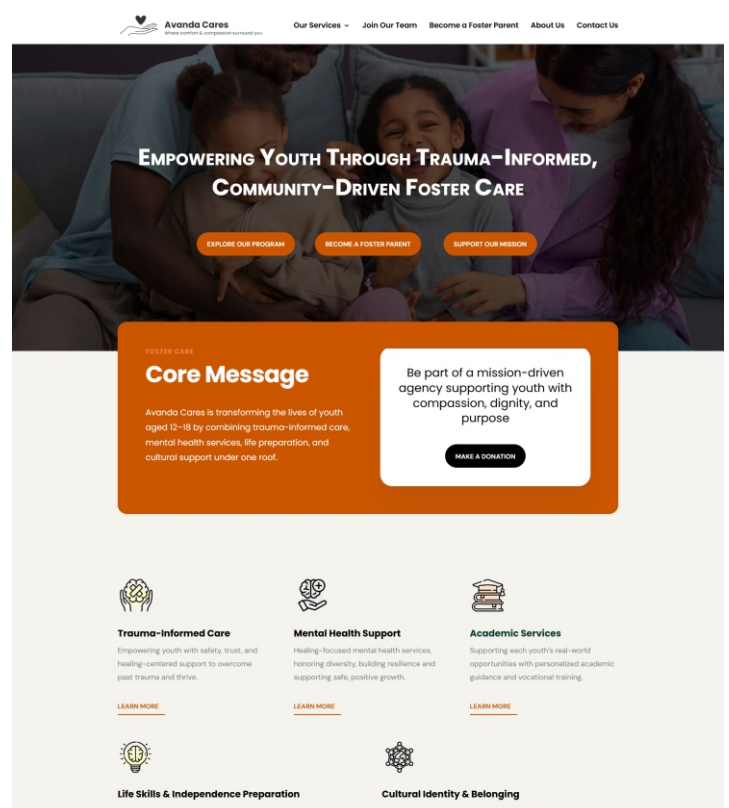 Avanda Cares
Where comfort & compassion surround you
Our Services
Join Our Team
Become a Foster Parent
About Us
Contact Us
Empowering Youth Through Trauma-Informed,
Community-Driven Foster Care
EXPLORE OUR PROGRAM
BECOME A FOSTER PARENT
SUPPORT OUR MISSION
FOSTER CARE
Core Message
Avanda Cares is transforming the lives of youth
aged 12-18 by combining trauma-informed care,
mental health services, life preparation, and
cultural support under one roof.
Be part of a mission-driven
agency supporting youth with
compassion, dignity, and
purpose
MAKE A DONATION
Trauma-Informed Care
Empowering youth with safety, trust, and
healing-centered support to overcome
past trauma and thrive.
LEARN MORE
Mental Health Support
Healing-focused mental health services,
honoring diversity, building resilience and
supporting safe, positive growth.
LEARN MORE
Academic Services
Supporting each youth's real-world
opportunities with personalized academic
guidance and vocational training.
LEARN MORE
Life Skills & Independence Preparation
Cultural Identity & Belonging